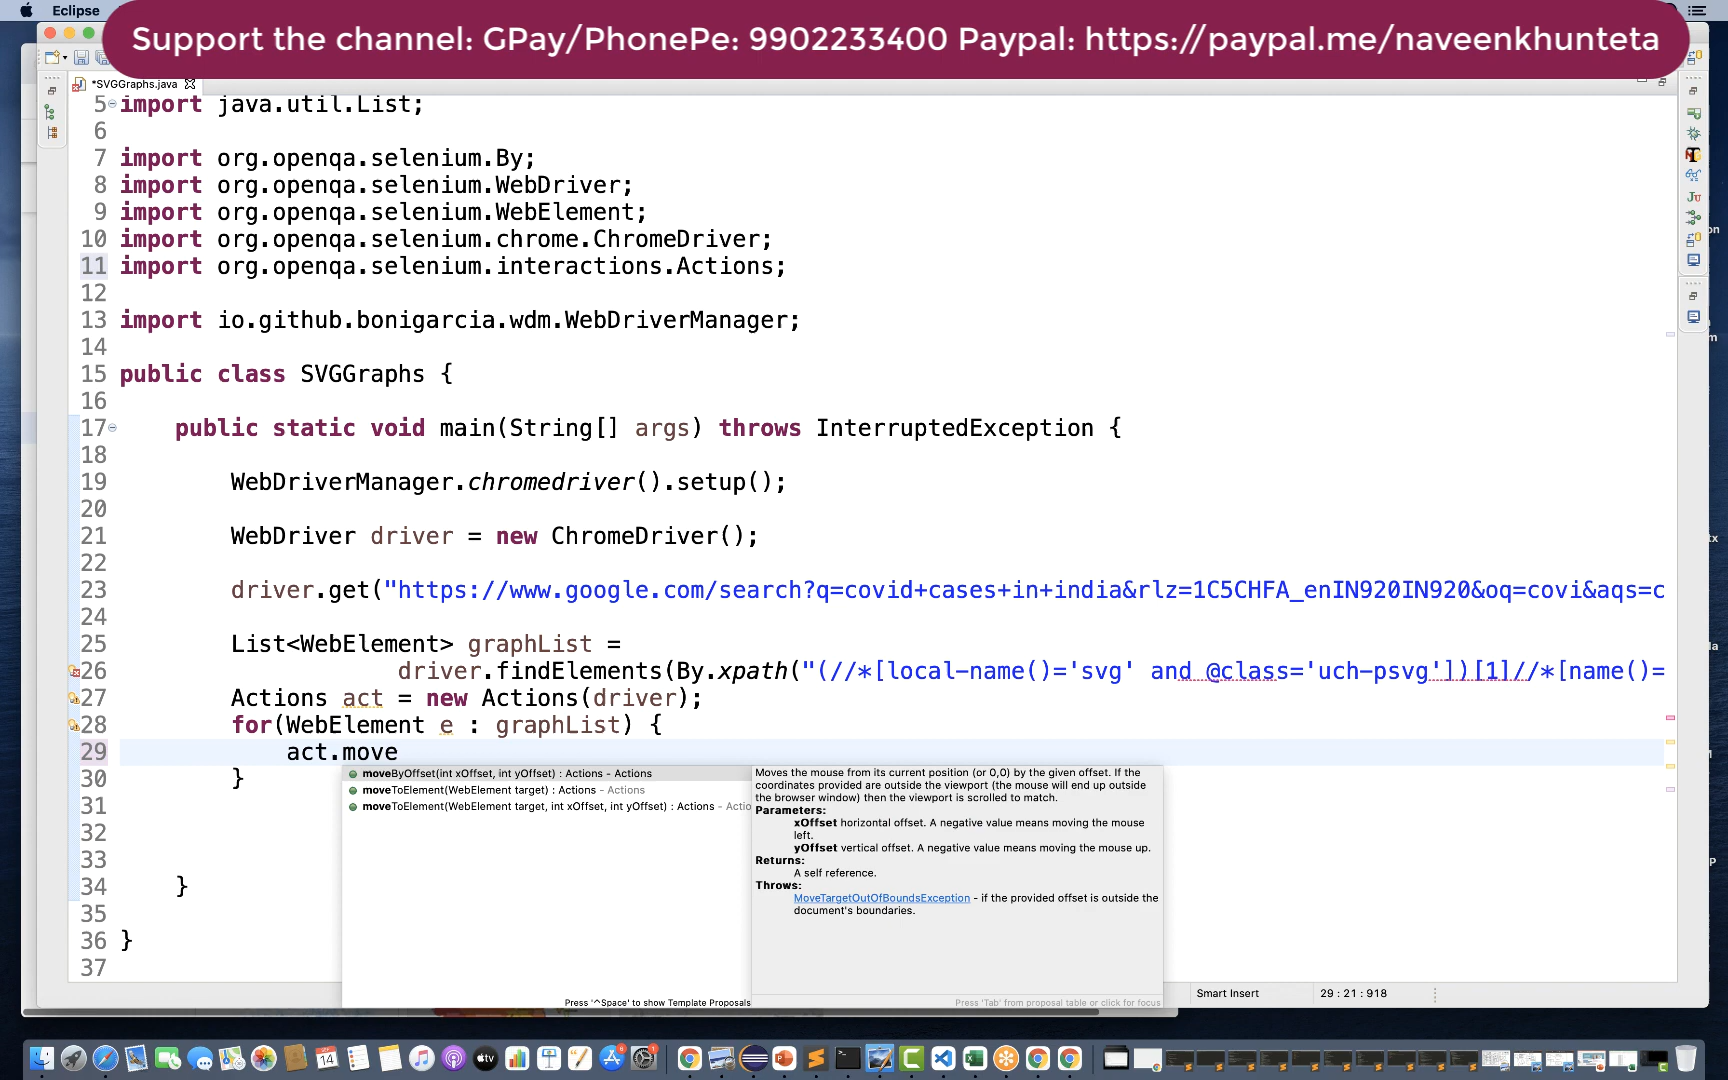 Eclipse
Support the channel: GPay/PhonePe: 9902233400 Paypal: https://paypal.me/naveenkhunteta
*SVGGraphs.java
5 import java.util.List;
6
7 import org.openqa.selenium.By;
8 import org.openqa.selenium.WebDriver;
9 import org.openqa.selenium.WebElement;
10 import org.openqa.selenium.chrome.ChromeDriver;
11 import org.openqa.selenium.interactions.Actions;
12
13 import io.github.bonigarcia.wdm.WebDriverManager;
14
15 public class SVGGraphs {
16
17 public static void main(String[] args) throws InterruptedException {
18
19 WebDriverManager.chromedriver().setup();
20
21 WebDriver driver = new ChromeDriver();
22
23 driver.get("https://www.google.com/search?q=covid+cases+in+india&rlz=1C5CHFA_enIN920IN920&oq=covi&aqs=c
24
25 List<WebElement> graphList =
26 driver.findElements(By.xpath("(//*[local-name()='svg' and @class='uch-psvg'])[1]//*[name()=
27 Actions act = new Actions(driver);
28 for(WebElement e : graphList) {
29 act.move
30 }
31
32
33
34 }
35
36 }
37
moveByOffset(int xOffset, int yOffset) : Actions - Actions
moveToElement(WebElement target) : Actions - Actions
moveToElement(WebElement target, int xOffset, int yOffset) : Actions - Actio
Press '^Space' to show Template Proposals
Moves the mouse from its current position (or 0,0) by the given offset. If the
coordinates provided are outside the viewport (the mouse will end up outside
the browser window) then the viewport is scrolled to match.
Parameters:
xOffset horizontal offset. A negative value means moving the mouse
left.
yOffset vertical offset. A negative value means moving the mouse up.
Returns:
A self reference.
Throws:
MoveTargetOutOfBoundsException - if the provided offset is outside the
document's boundaries.
Press 'Tab' from proposal table or click for focus
Smart Insert
29 : 21 : 918